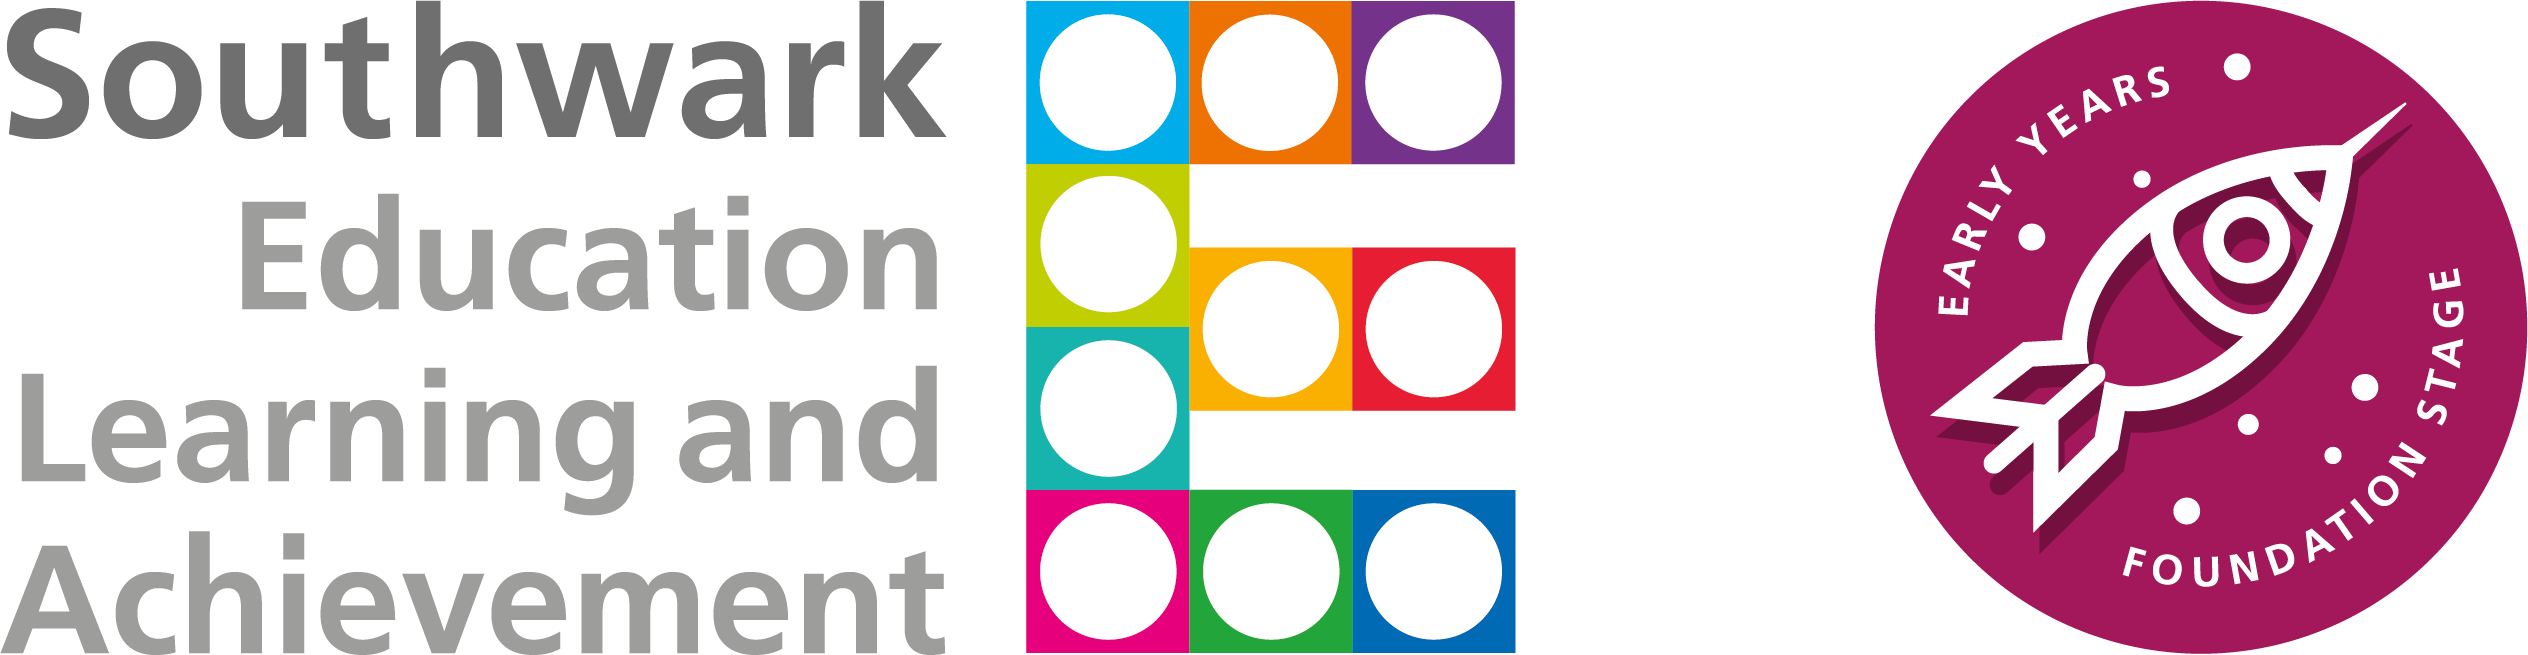 Southwark
Education
Learning and
Achievement
EARLY YEARS
FOUNDATION STAGE